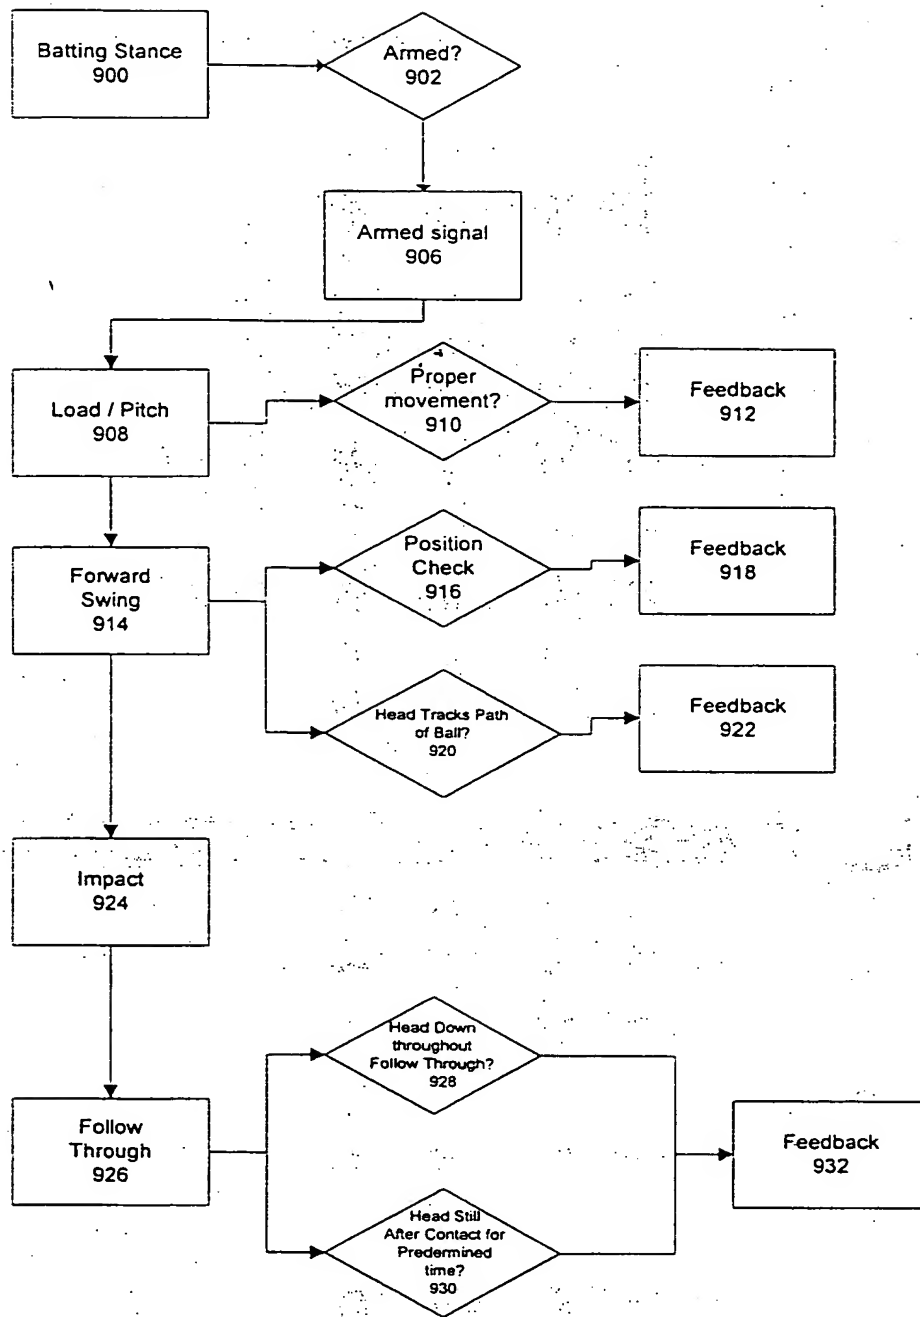 Batting Stance
900
Armed?
902
Armed signal
906
Load / Pitch
908
Proper
movement?
910
Feedback
912
Forward
Swing
914
Position
Check
916
Feedback
918
Head Tracks Path
of Ball?
920
Feedback
922
Impact
924
Follow
Through
926
Head Down
throughout
Follow Through?
928
Head Still
After Contact for
Predermined
time?
930
Feedback
932